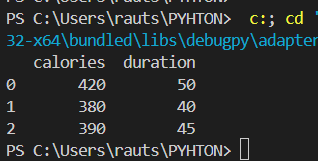 PS C:\Users\rauts\PYHTON>  c:; cd '
32-x64\bundled\libs\debugpy\adapter
   calories  duration
0       420        50
1       380        40
2       390        45
PS C:\Users\rauts\PYHTON>